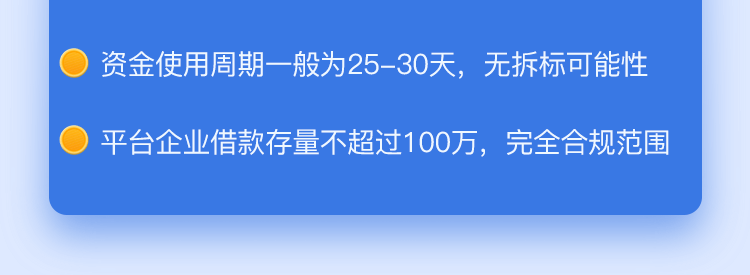 资金使用周期一般为25-30天，无拆标可能性
平台企业借款存量不超过100万，完全合规范围